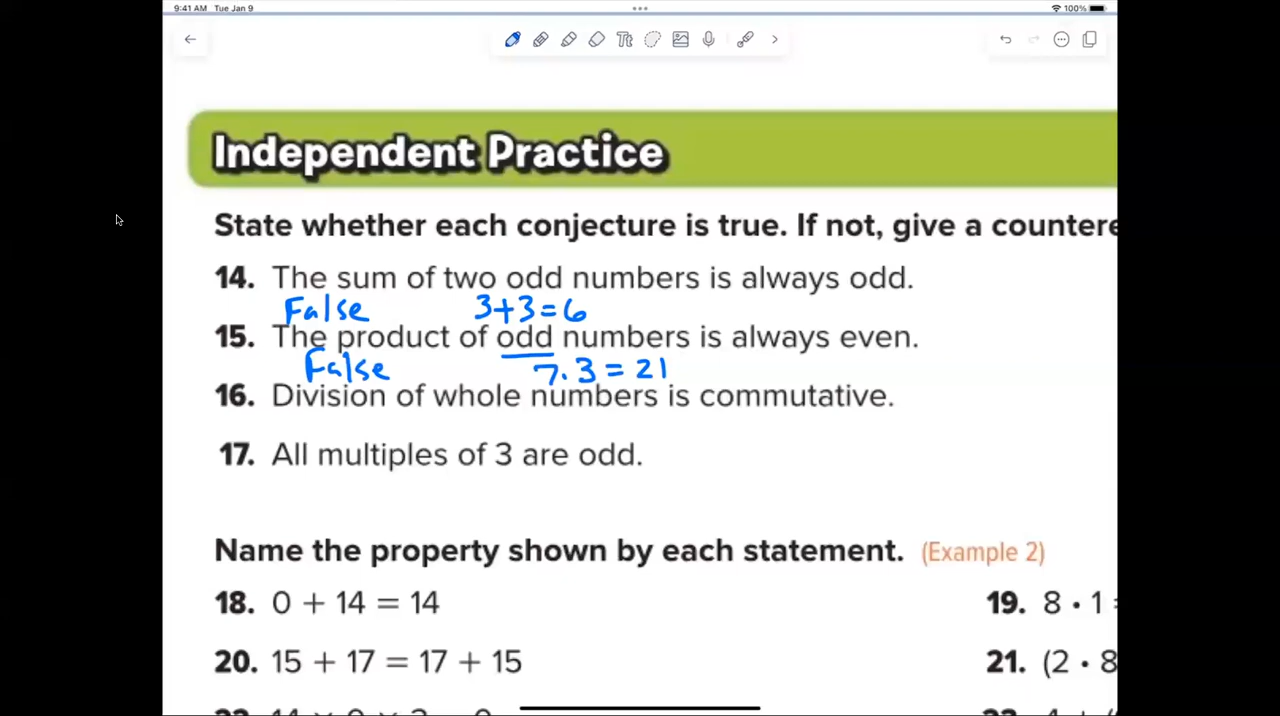 9:41 AM Tue Jan 9
100%
Tt
Independent Practice
State whether each conjecture is true. If not, give a countere
14. The sum of two odd numbers is always odd.
False 3+3=6
15. The product of odd numbers is always even.
False 7.3=21
16. Division of whole numbers is commutative.
17. All multiples of 3 are odd.
Name the property shown by each statement. (Example 2)
18. 0 + 14 = 14
19. 8 • 1
20. 15 + 17 = 17 + 15
21. (2 • 8